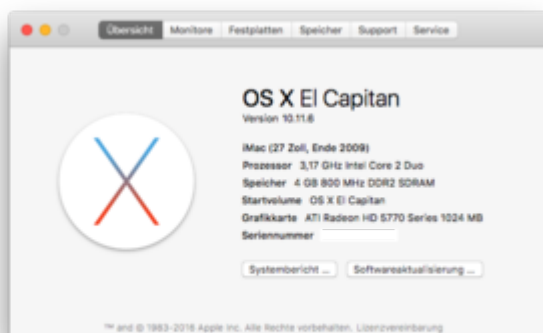 Übersicht Monitore Festplatten Speicher Support Service
OS X El Capitan
Version 10.11.6
iMac (27 Zoll, Ende 2009)
Prozessor 3,17 GHz Intel Core 2 Duo
Speicher 4 GB 800 MHz DDR2 SDRAM
Startvolume OS X El Capitan
Grafikkarte ATI Radeon HD 5770 Series 1024 MB
Seriennummer
Systembericht ... Softwareaktualisierung ...
™ and © 1983–2016 Apple Inc. Alle Rechte vorbehalten. Lizenzvereinbarung